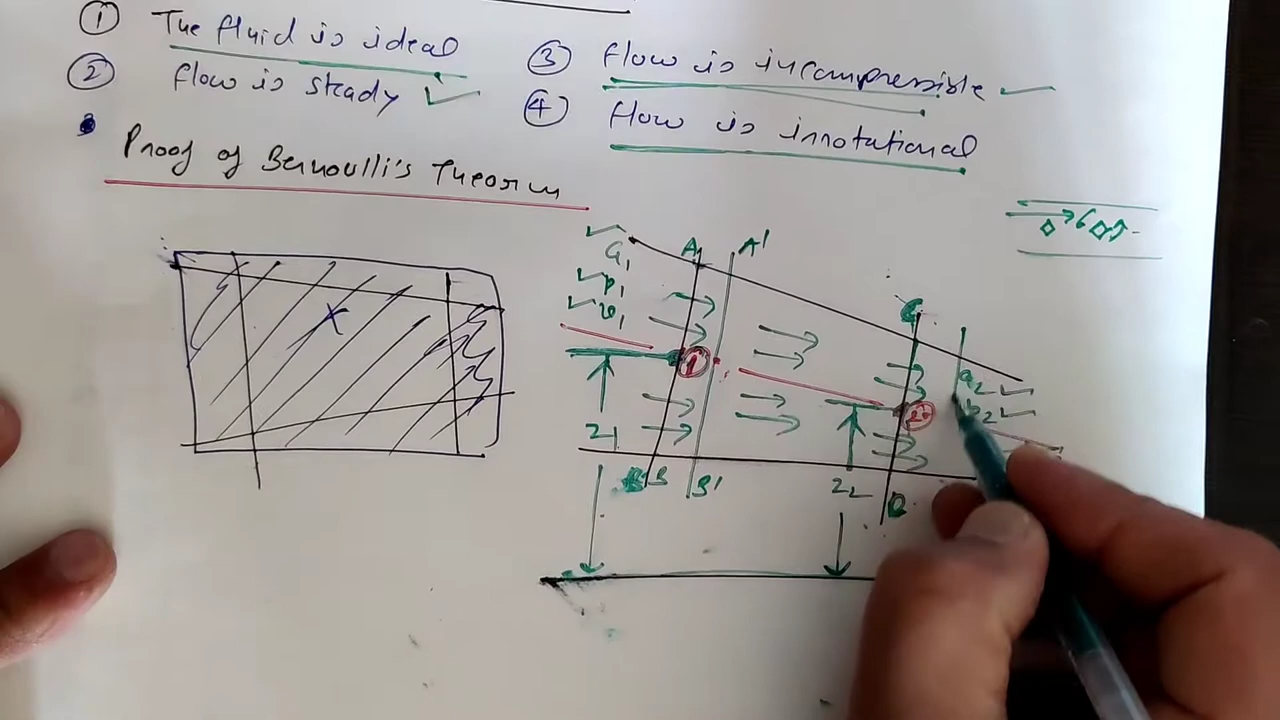 ① The fluid is ideal
② flow is steady
③ flow is incompressible
④ flow is irrotational
Proof of Bernoulli's Theorem
a₁
p₁
v₁
A
A'
①
z₁
B
B'
C
a₂
p₂
②
z₂
D